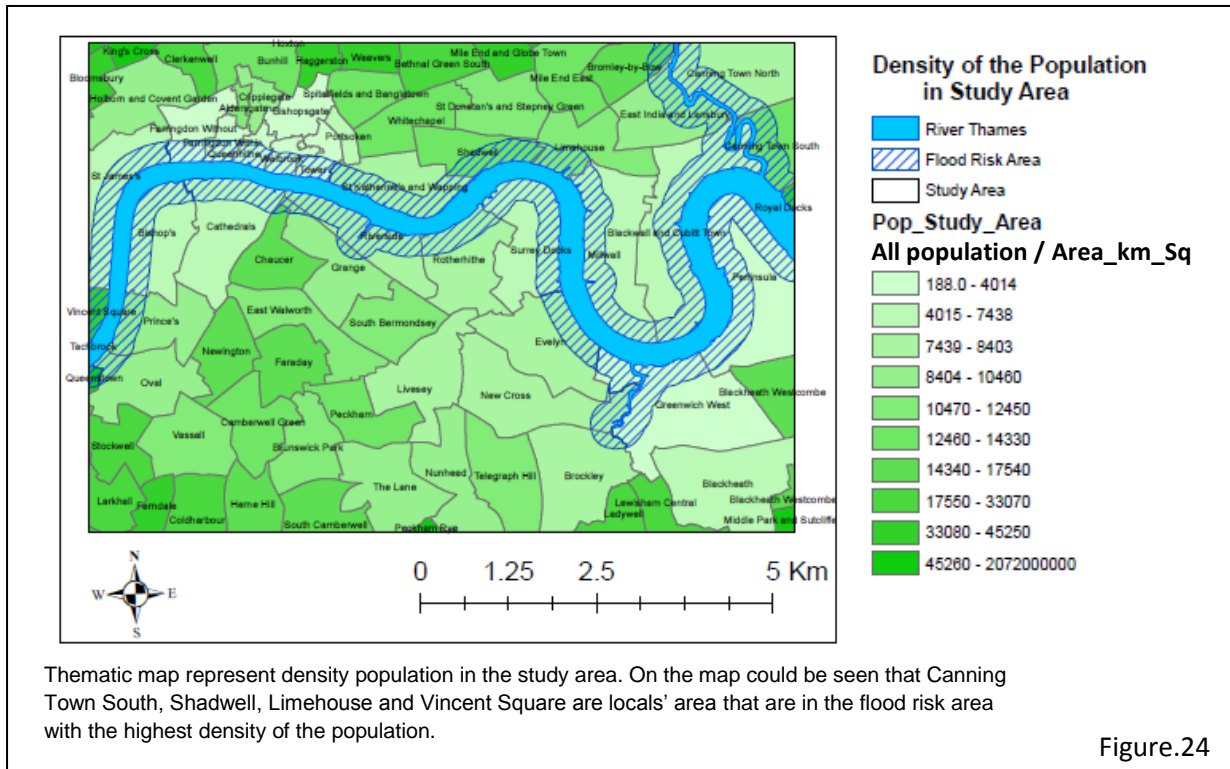 Hoxton
King's Cross
Clerkenwell
Bunhill
Haggerston
Weavers
Mile End and Globe Town
Bethnal Green South
Bloomsbury
Mile End East
Bromley-by-Bow
Canning Town North
Holborn and Covent Garden
Cripplegate
Aldersgate
Bishopsgate
Spitalfields and Banglatown
St Dunstan's and Stepney Green
East India and Lansbury
Farringdon Without
Portsoken
Whitechapel
Queenhithe
Walbrook
Tower
Shadwell
Limehouse
Canning Town South
St James's
St Katherine's and Wapping
Royal Docks
Bishop's
Cathedrals
Riverside
Surrey Docks
Blackwall and Cubitt Town
Chaucer
Grange
Rotherhithe
Millwall
Peninsula
Vincent Square
Prince's
East Walworth
South Bermondsey
Tachbrook
Newington
Faraday
Evelyn
Queenstown
Oval
Livesey
New Cross
Blackheath Westcombe
Greenwich West
Stockwell
Vassall
Camberwell Green
Peckham
Brunswick Park
Nunhead
Telegraph Hill
Brockley
Blackheath
The Lane
Larkhall
Ferndale
Herne Hill
Coldharbour
South Camberwell
Peckham Rye
Lewisham Central
Ladywell
Blackheath Westcombe
Middle Park and Sutcliffe
N
W
E
S
0 1.25 2.5 5 Km
Density of the Population
in Study Area
River Thames
Flood Risk Area
Study Area
Pop_Study_Area
All population / Area_km_Sq
188.0 - 4014
4015 - 7438
7439 - 8403
8404 - 10460
10470 - 12450
12460 - 14330
14340 - 17540
17550 - 33070
33080 - 45250
45260 - 2072000000
Thematic map represent density population in the study area. On the map could be seen that Canning
Town South, Shadwell, Limehouse and Vincent Square are locals' area that are in the flood risk area
with the highest density of the population.
Figure.24